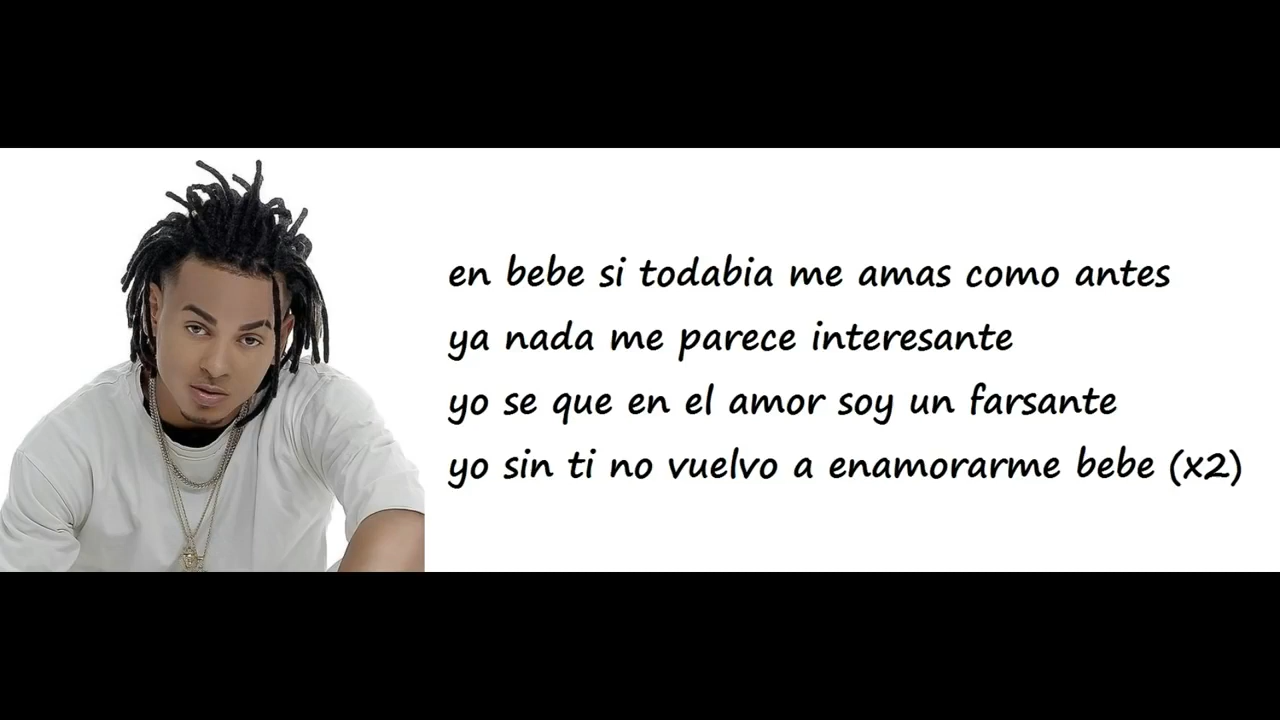 en bebe si todabia me amas como antes
ya nada me parece interesante
yo se que en el amor soy un farsante
yo sin ti no vuelvo a enamorarme bebe (x2)